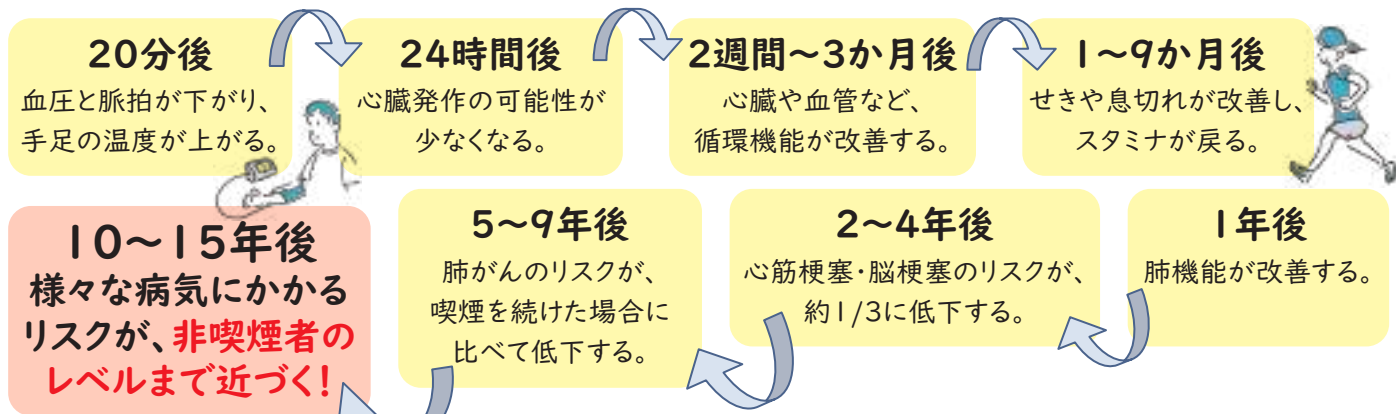 20分後
血圧と脈拍が下がり、
手足の温度が上がる。
24時間後
心臓発作の可能性が
少なくなる。
2週間～3か月後
心臓や血管など、
循環機能が改善する。
1～9か月後
せきや息切れが改善し、
スタミナが戻る。
1年後
肺機能が改善する。
2～4年後
心筋梗塞・脳梗塞のリスクが、
約1/3に低下する。
5～9年後
肺がんのリスクが、
喫煙を続けた場合に
比べて低下する。
10～15年後
様々な病気にかかる
リスクが、非喫煙者の
レベルまで近づく!